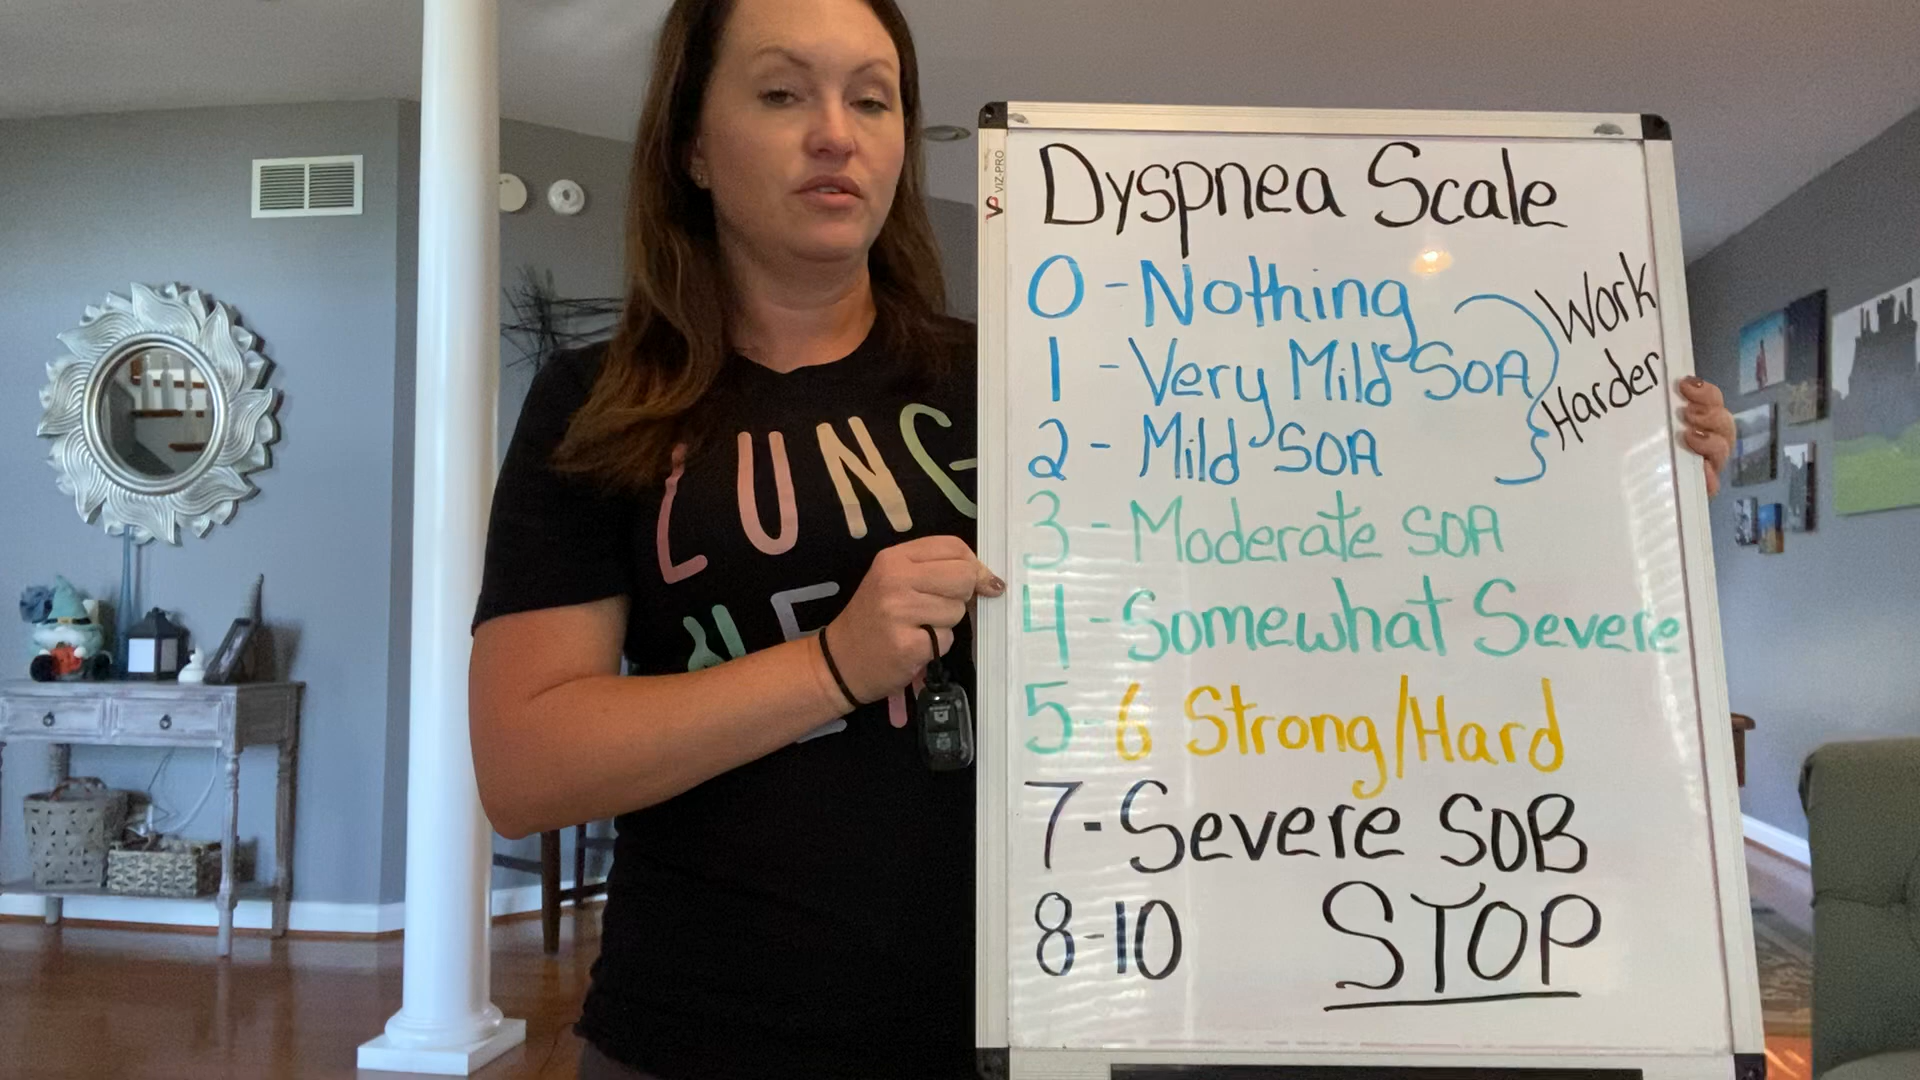 VP VIZ-PRO
Dyspnea Scale
0 - Nothing
1 - Very Mild SOA
2 - Mild SOA
Work
Harder
3 - Moderate SOA
4 - Somewhat Severe
5-6 Strong/Hard
7- Severe SOB
8-10 STOP
LUNG